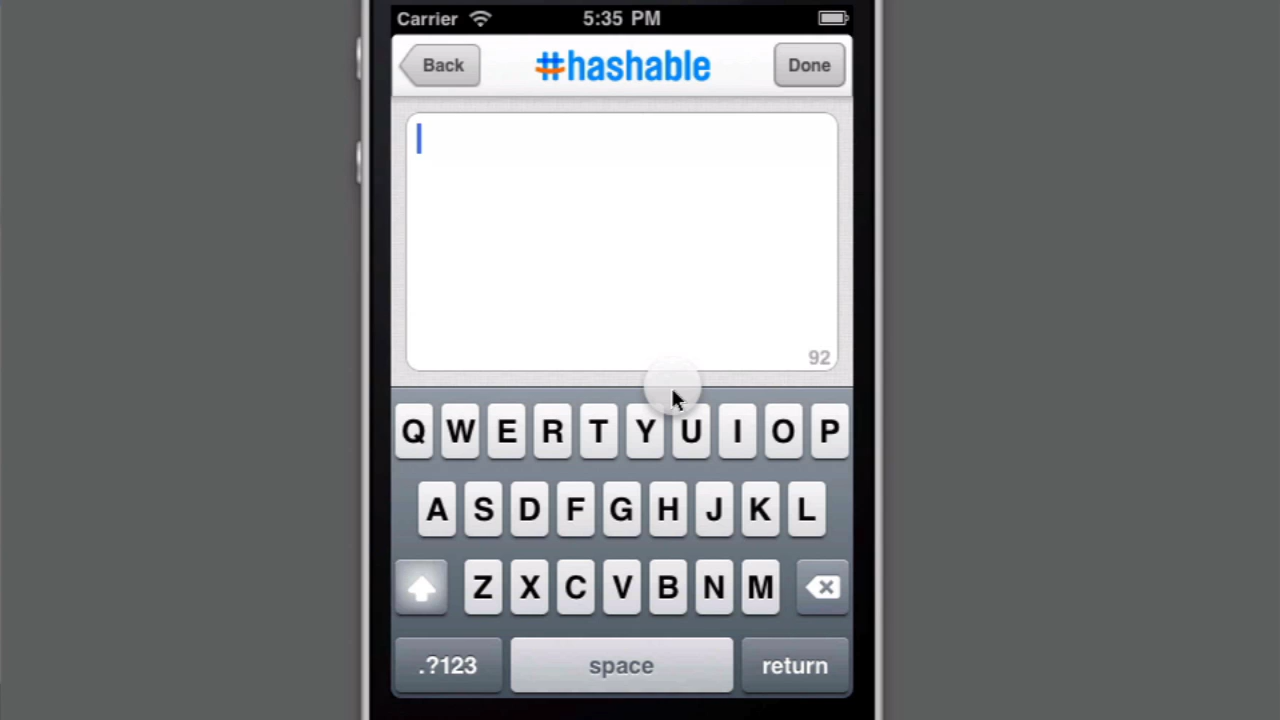 Carrier 5:35 PM
Back #hashable Done
92
Q W E R T Y U I O P
A S D F G H J K L
Z X C V B N M
.?123 space return